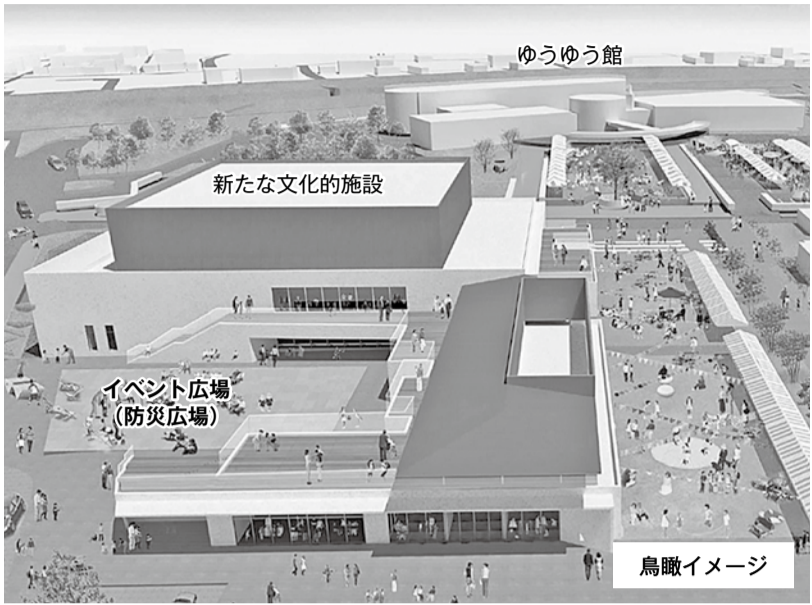 ゆうゆう館
新たな文化的施設
イベント広場
（防災広場）
鳥瞰イメージ